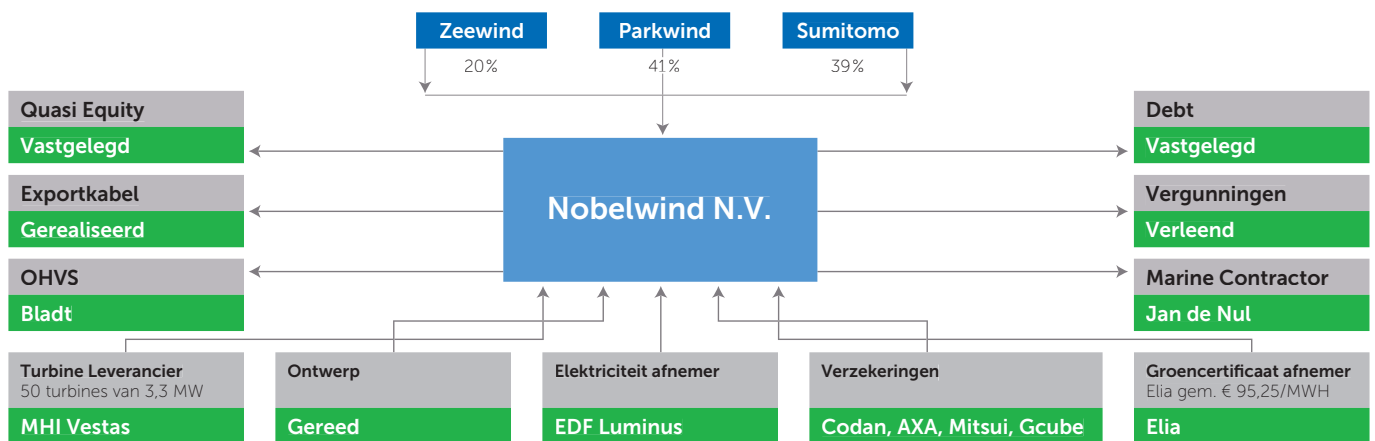 Zeewind
Parkwind
Sumitomo
20%
41%
39%
Quasi Equity
Vastgelegd
Debt
Vastgelegd
Exportkabel
Gerealiseerd
Nobelwind N.V.
Vergunningen
Verleend
OHVS
Bladt
Marine Contractor
Jan de Nul
Turbine Leverancier
50 turbines van 3,3 MW
MHI Vestas
Ontwerp
Gereed
Elektriciteit afnemer
EDF Luminus
Verzekeringen
Codan, AXA, Mitsui, Gcube
Groencertificaat afnemer
Elia gem. € 95,25/MWH
Elia